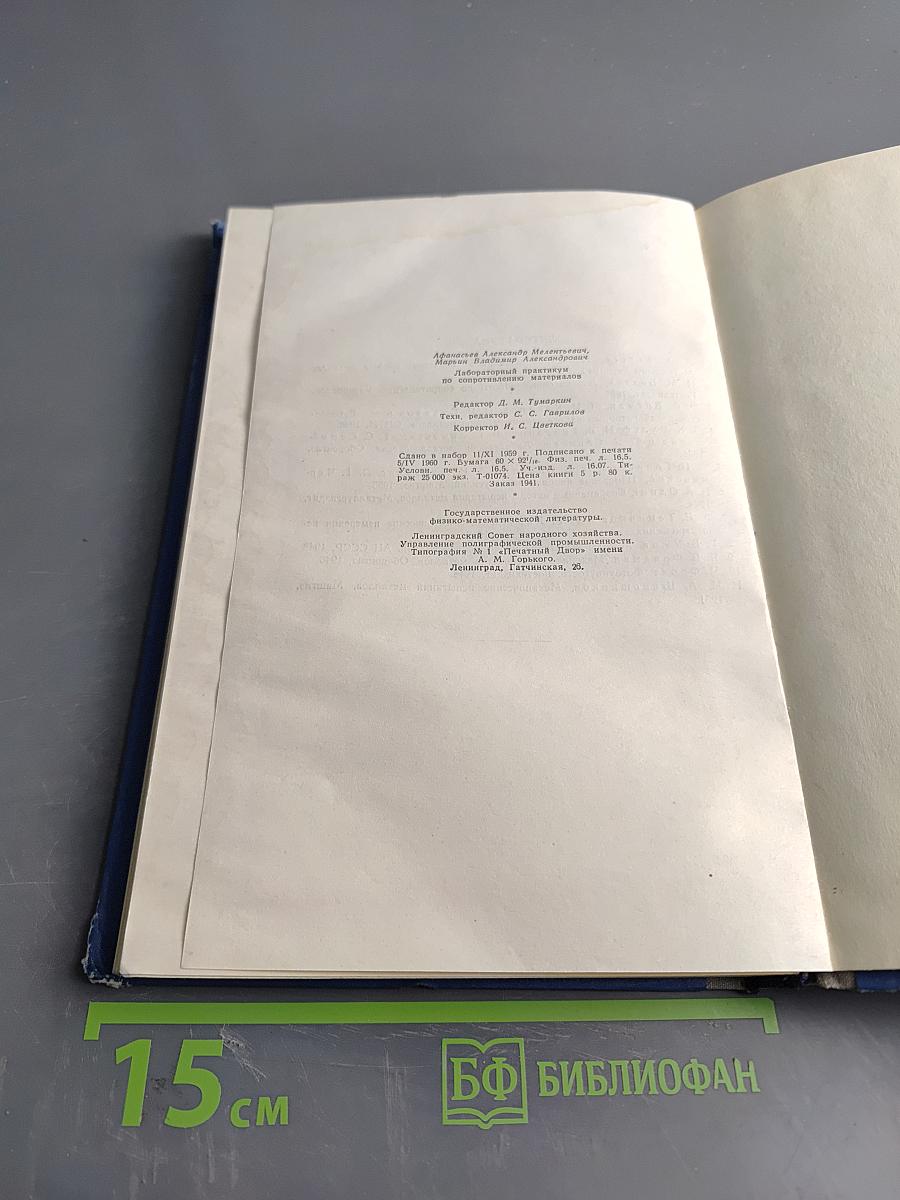 Афанасьев Александр Мелентьевич,
Марьин Владимир Александрович
Лабораторный практикум
по сопротивлению материалов
*
Редактор Д. М. Тумаркин
Техн. редактор С. С. Гаврилов
Корректор И. С. Цветкова
*
Сдано в набор 11/XI 1959 г. Подписано к печати
5/IV 1960 г. Бумага 60 × 92¹/₁₆. Физ. печ. л. 16,5.
Условн. печ. л. 16,5. Уч.-изд. л. 16,07. Ти-
раж 25 000 экз. Т-01074. Цена книги 5 р. 80 к.
Заказ 1941.
*
Государственное издательство
физико-математической литературы.
Ленинградский Совет народного хозяйства.
Управление полиграфической промышленности.
Типография № 1 «Печатный Двор» имени
А. М. Горького.
Ленинград, Гатчинская, 26.
15 см
БФ БИБЛИОФАН